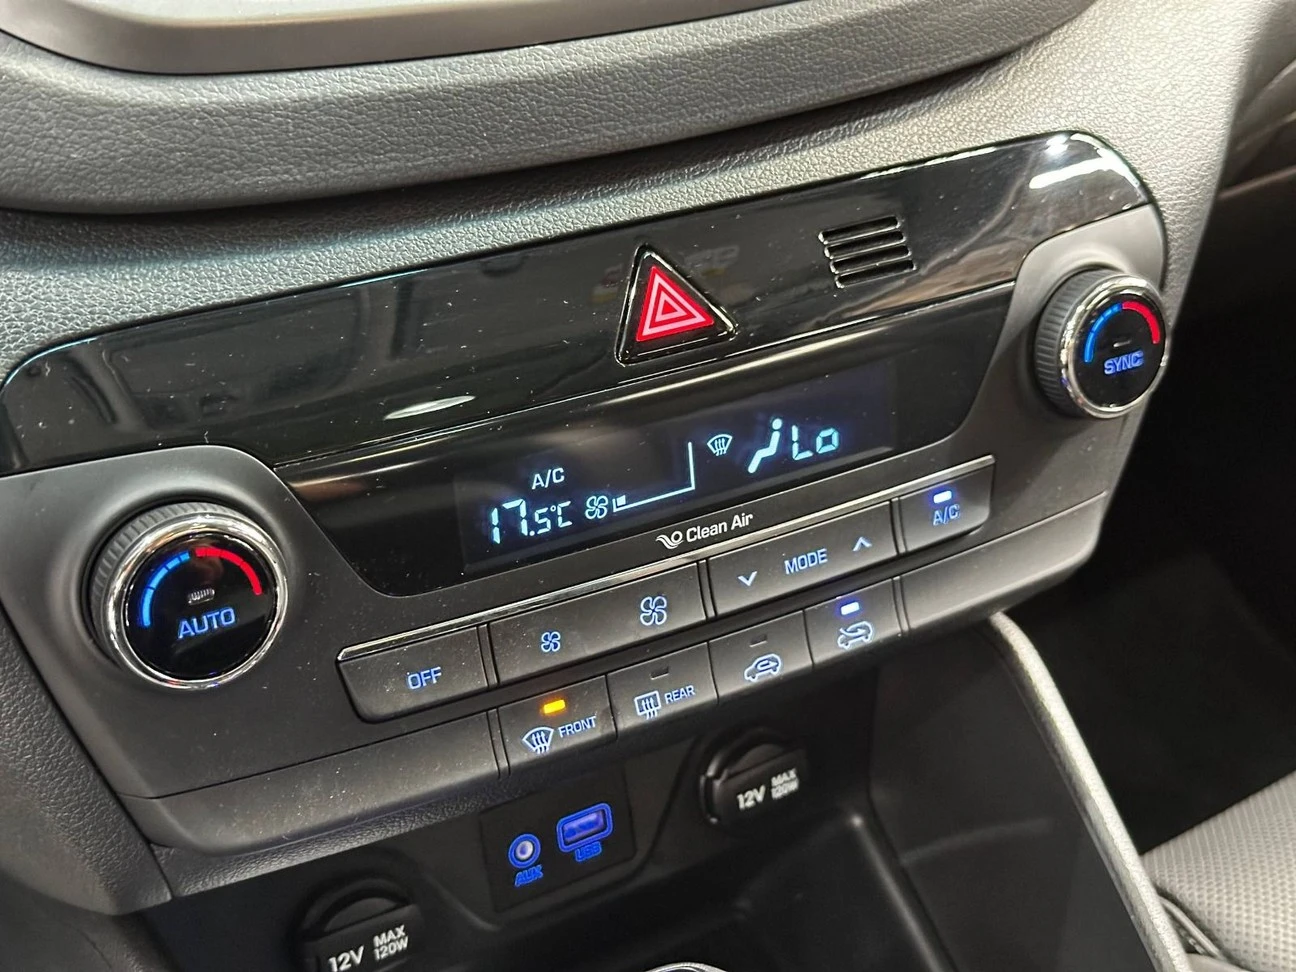 SYNC
A/C
Lo
17.5°C
Clean Air
A/C
MODE
AUTO
OFF
FRONT
REAR
AUX
USB
12V MAX 120W
12V MAX 120W